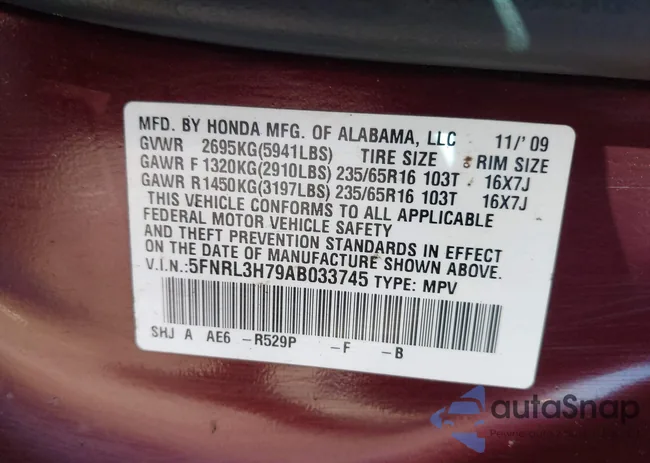 MFD. BY HONDA MFG. OF ALABAMA, LLC 11/' 09
GVWR 2695KG(5941LBS) TIRE SIZE RIM SIZE
GAWR F 1320KG(2910LBS) 235/65R16 103T 16X7J
GAWR R1450KG(3197LBS) 235/65R16 103T 16X7J
THIS VEHICLE CONFORMS TO ALL APPLICABLE
FEDERAL MOTOR VEHICLE SAFETY
AND THEFT PREVENTION STANDARDS IN EFFECT
ON THE DATE OF MANUFACTURE SHOWN ABOVE.
V.I.N.:5FNRL3H79AB033745 TYPE: MPV
SHJ A AE6 -R529P -F -B
autaSnap